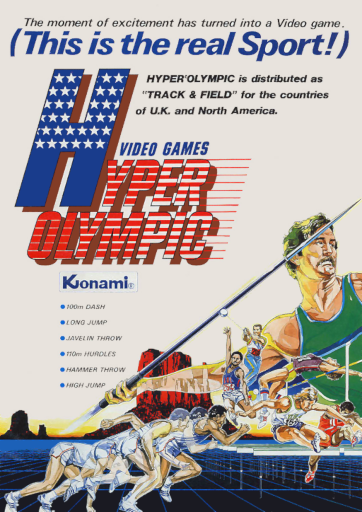 The moment of excitement has turned into a Video game.
(This is the real Sport!)
HYPER'OLYMPIC is distributed as
"TRACK & FIELD" for the countries
of U.K. and North America.
VIDEO GAMES
HYPER
OLYMPIC
Konami®
100m DASH
LONG JUMP
JAVELIN THROW
110m HURDLES
HAMMER THROW
HIGH JUMP